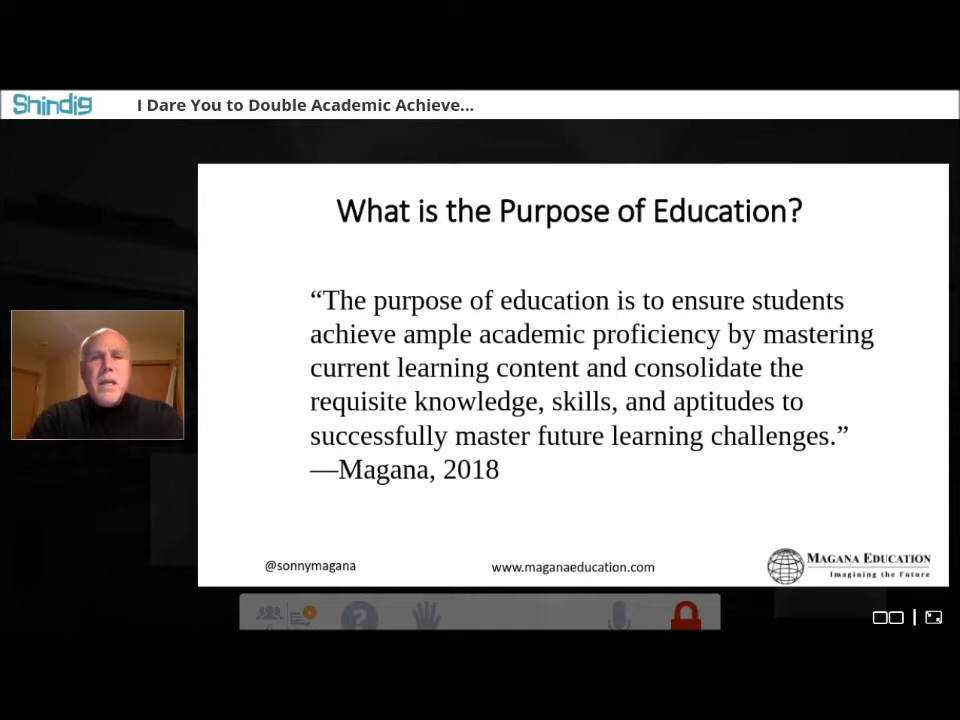 Shindig
I Dare You to Double Academic Achieve...
What is the Purpose of Education?
“The purpose of education is to ensure students
achieve ample academic proficiency by mastering
current learning content and consolidate the
requisite knowledge, skills, and aptitudes to
successfully master future learning challenges.”
—Magana, 2018
@sonnymagana
www.maganaeducation.com
MAGANA EDUCATION
Imagining the Future